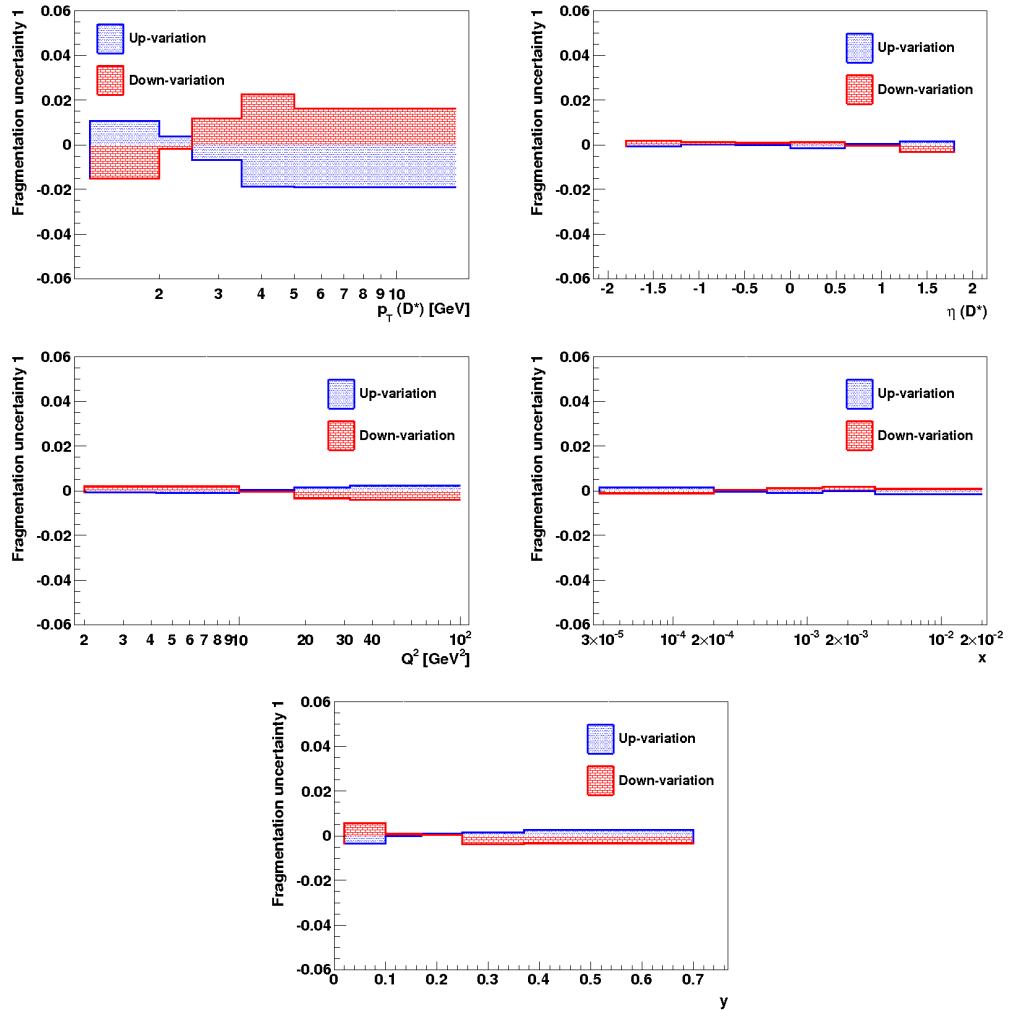 Fragmentation uncertainty 1
0.06
0.04
0.02
0
-0.02
-0.04
-0.06
Up-variation
Down-variation
2 3 4 5 6 7 8 9 10
p_T (D*) [GeV]
Fragmentation uncertainty 1
0.06
0.04
0.02
0
-0.02
-0.04
-0.06
Up-variation
Down-variation
-2 -1.5 -1 -0.5 0 0.5 1 1.5 2
η (D*)
Fragmentation uncertainty 1
0.06
0.04
0.02
0
-0.02
-0.04
-0.06
Up-variation
Down-variation
2 3 4 5 6 7 8 910 20 30 40 10²
Q² [GeV²]
Fragmentation uncertainty 1
0.06
0.04
0.02
0
-0.02
-0.04
-0.06
Up-variation
Down-variation
3×10⁻⁵ 10⁻⁴ 2×10⁻⁴ 10⁻³ 2×10⁻³ 10⁻² 2×10⁻²
x
Fragmentation uncertainty 1
0.06
0.04
0.02
0
-0.02
-0.04
-0.06
Up-variation
Down-variation
0 0.1 0.2 0.3 0.4 0.5 0.6 0.7
y